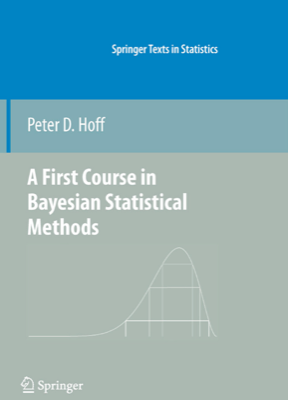 Springer Texts in Statistics
Peter D. Hoff
A First Course in
Bayesian Statistical
Methods
Springer